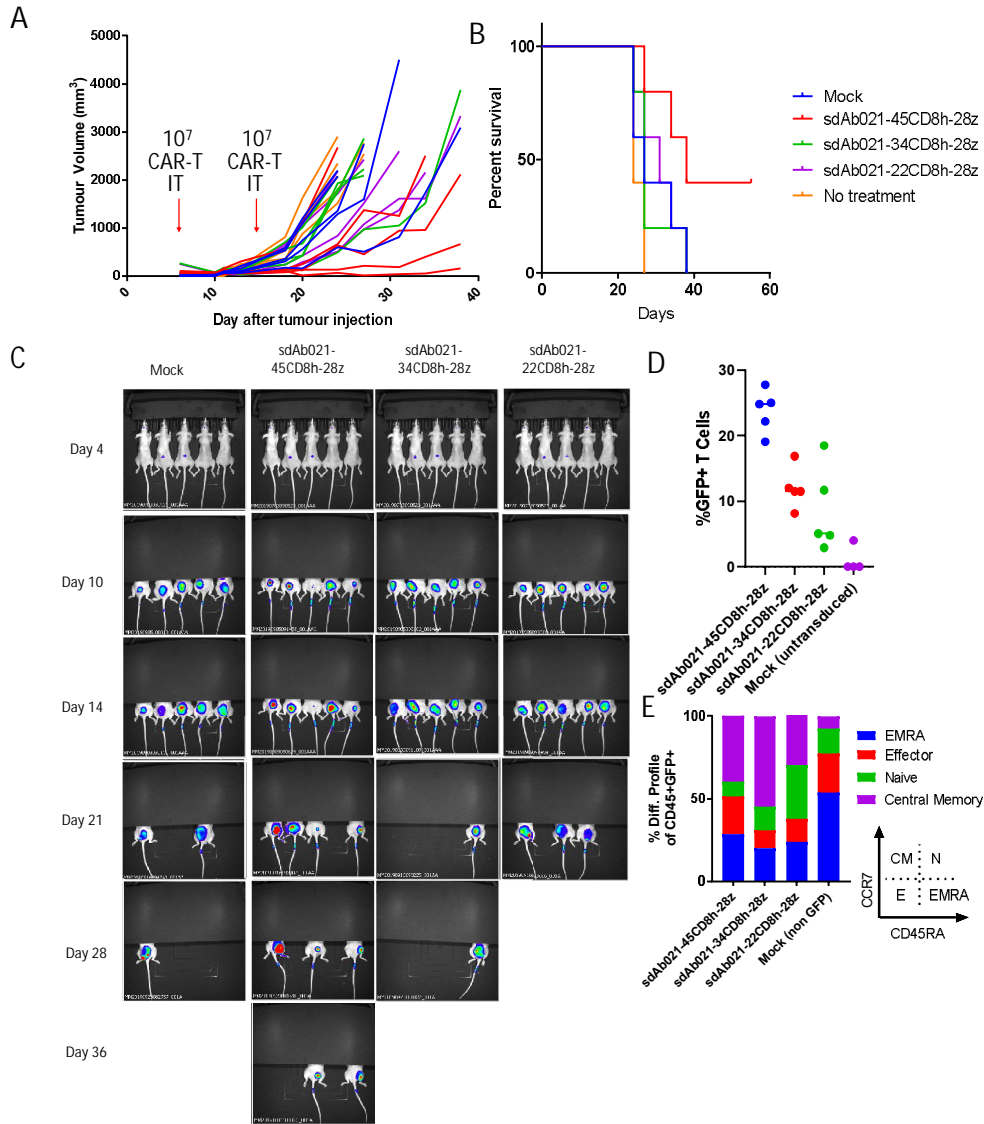 A
5000
4000
3000
2000
1000
0
Tumour Volume (mm³)
10⁷
CAR-T
IT
10⁷
CAR-T
IT
0
10
20
30
40
Day after tumour injection
B
100
50
0
Percent survival
0
20
40
60
Days
Mock
sdAb021-45CD8h-28z
sdAb021-34CD8h-28z
sdAb021-22CD8h-28z
No treatment
C
Mock
sdAb021-
45CD8h-28z
sdAb021-
34CD8h-28z
sdAb021-
22CD8h-28z
Day 4
Day 10
Day 14
Day 21
Day 28
Day 36
D
30
20
10
0
%GFP+ T Cells
sdAb021-45CD8h-28z
sdAb021-34CD8h-28z
sdAb021-22CD8h-28z
Mock (untransduced)
E
100
50
0
% Diff. Profile
of CD45+GFP+
sdAb021-45CD8h-28z
sdAb021-34CD8h-28z
sdAb021-22CD8h-28z
Mock (non GFP)
EMRA
Effector
Naive
Central Memory
CCR7
CM
N
E
EMRA
CD45RA